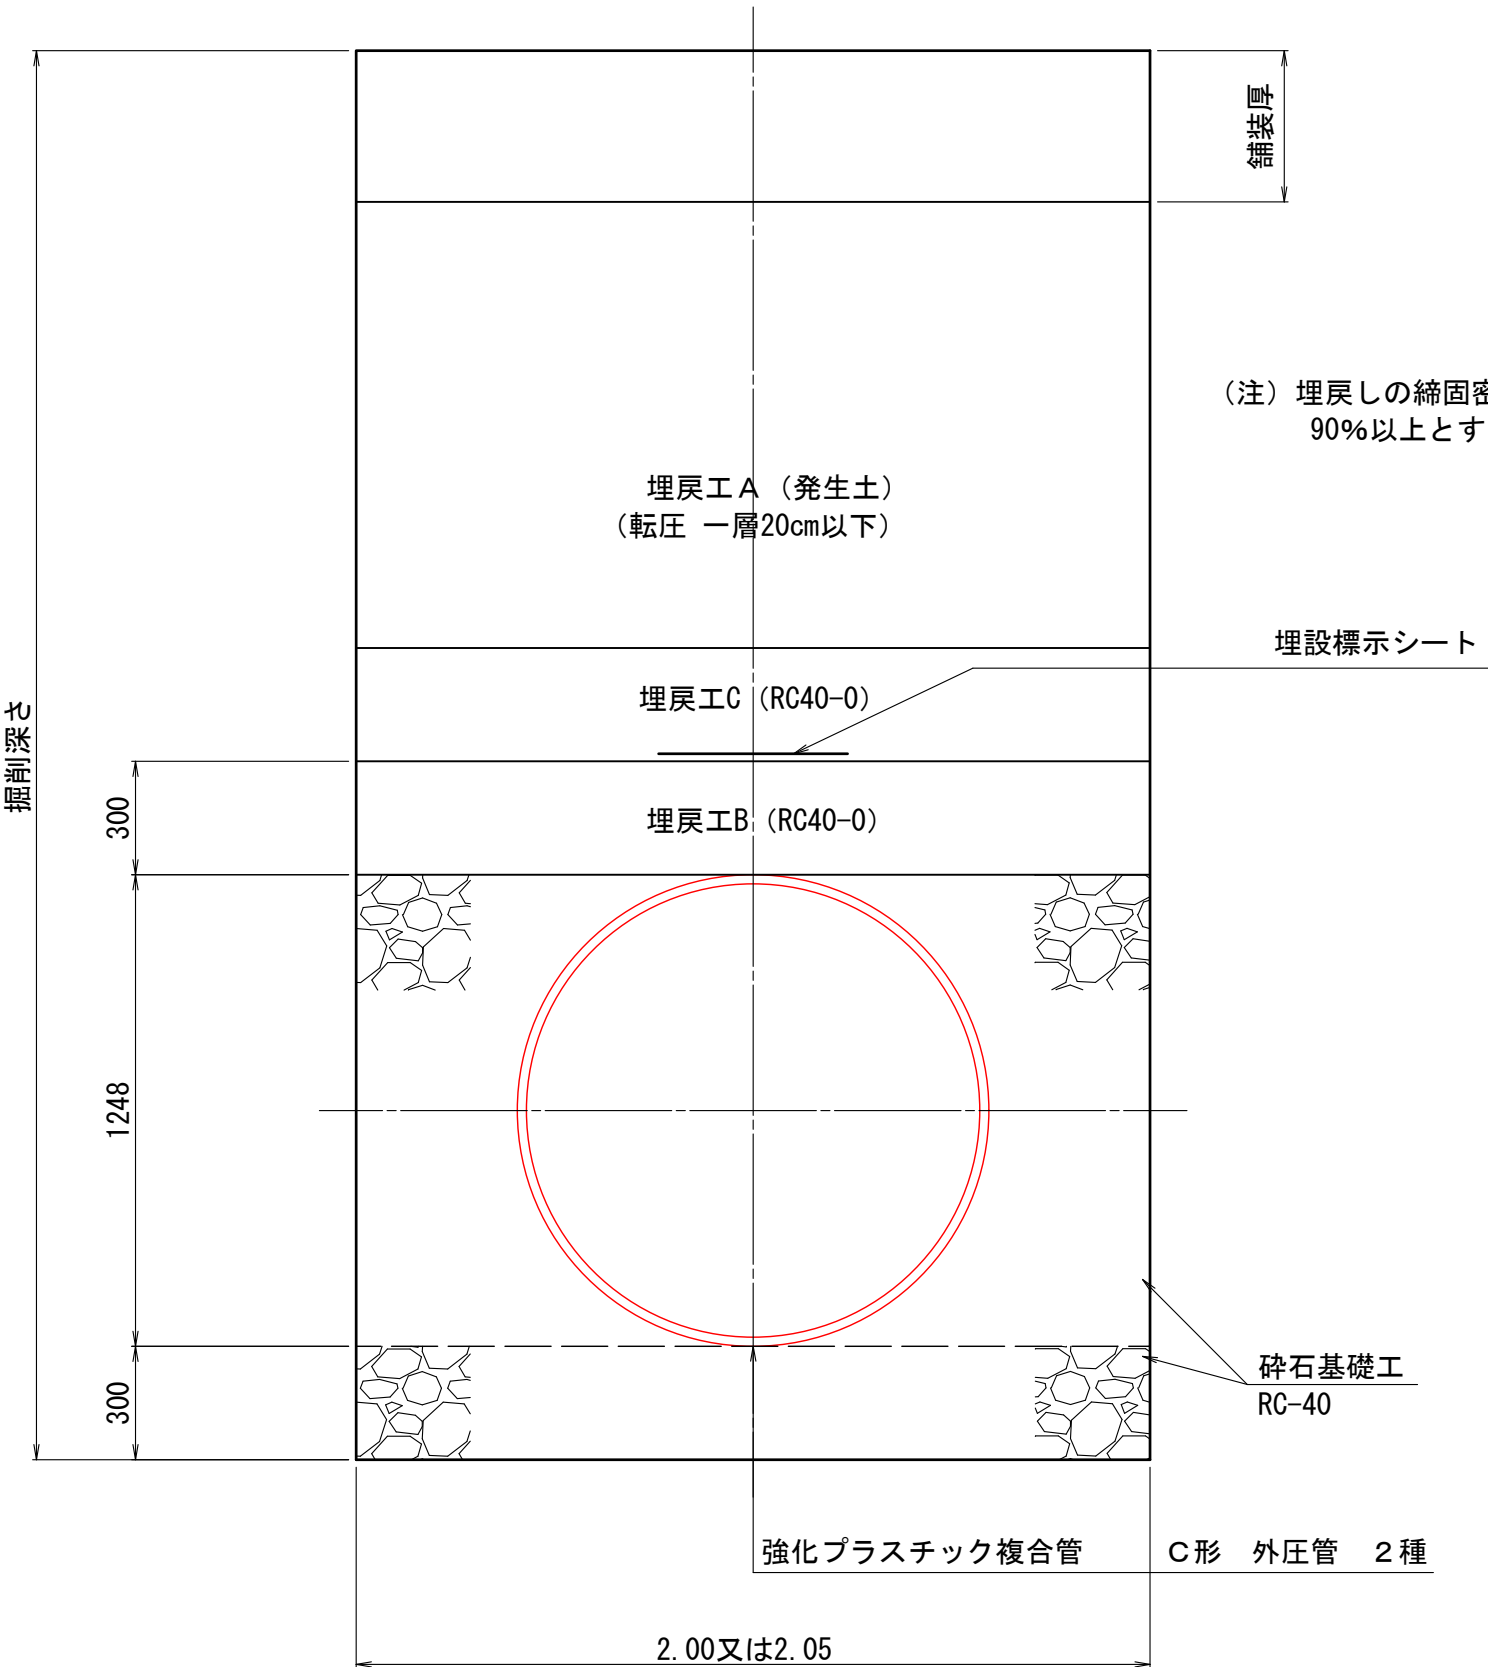 舗装厚
（注）埋戻しの締固密
90%以上とす
埋戻工Ａ（発生土）
（転圧 一層20cm以下）
埋設標示シート
埋戻工C（RC40-0）
掘削深さ
300
埋戻工B（RC40-0）
1248
300
砕石基礎工
RC-40
強化プラスチック複合管　　Ｃ形　外圧管　２種
2.00又は2.05